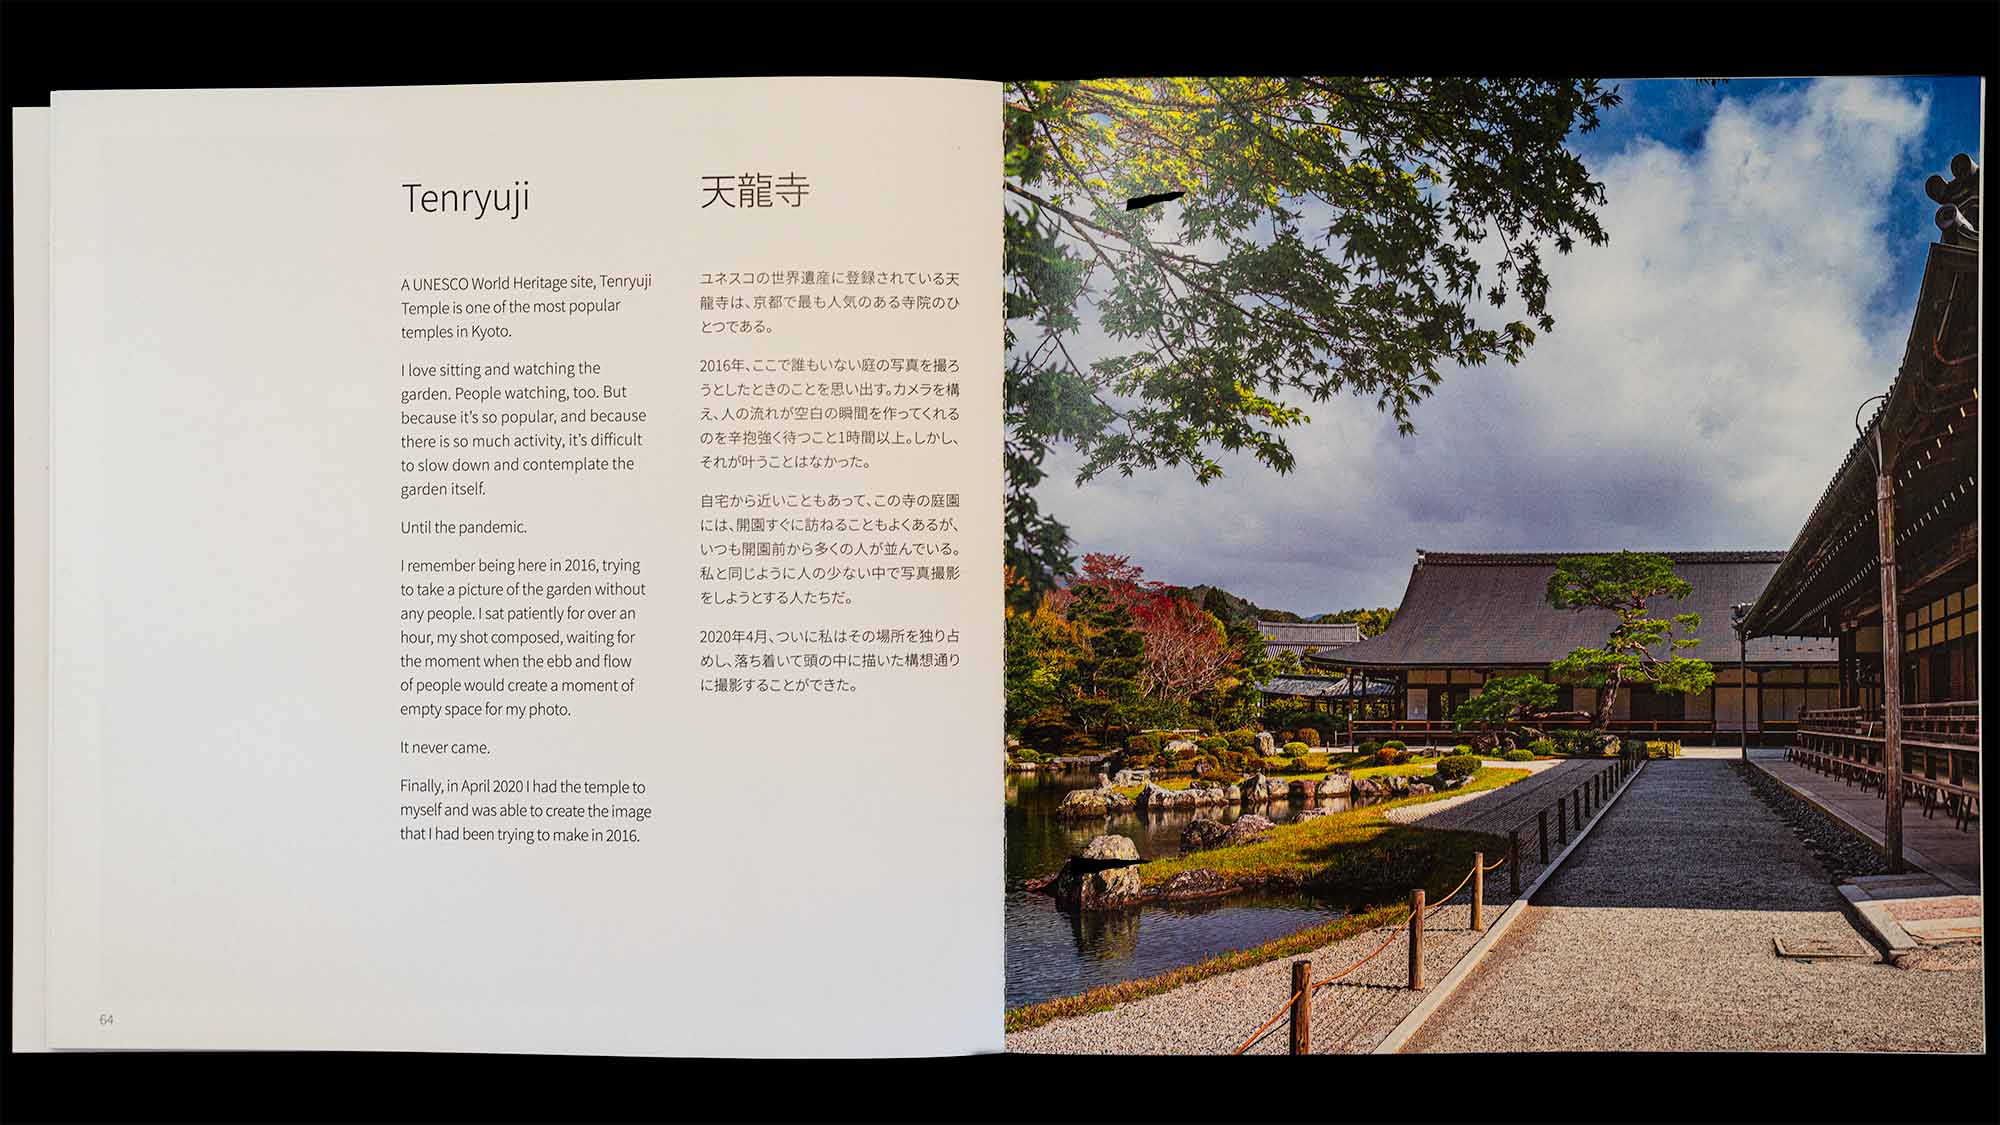 Tenryuji
A UNESCO World Heritage site, Tenryuji
Temple is one of the most popular
temples in Kyoto.
I love sitting and watching the
garden. People watching, too. But
because it's so popular, and because
there is so much activity, it's difficult
to slow down and contemplate the
garden itself.
Until the pandemic.
I remember being here in 2016, trying
to take a picture of the garden without
any people. I sat patiently for over an
hour, my shot composed, waiting for
the moment when the ebb and flow
of people would create a moment of
empty space for my photo.
It never came.
Finally, in April 2020 I had the temple to
myself and was able to create the image
that I had been trying to make in 2016.
天龍寺
ユネスコの世界遺産に登録されている天
龍寺は、京都で最も人気のある寺院のひ
とつである。
2016年、ここで誰もいない庭の写真を撮ろ
うとしたときのことを思い出す。カメラを構
え、人の流れが空白の瞬間を作ってくれる
のを辛抱強く待つこと1時間以上。しかし、
それが叶うことはなかった。
自宅から近いこともあって、この寺の庭園
には、開園すぐに訪ねることもよくあるが、
いつも開園前から多くの人が並んでいる。
私と同じように人の少ない中で写真撮影
をしようとする人たちだ。
2020年4月、ついに私はその場所を独り占
めし、落ち着いて頭の中に描いた構想通り
に撮影することができた。
64